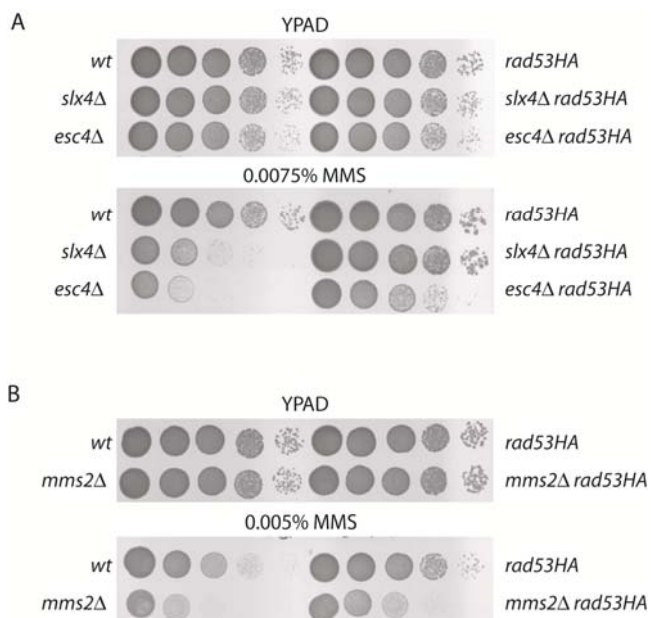 A
YPAD
wt rad53HA
slx4Δ slx4Δ rad53HA
esc4Δ esc4Δ rad53HA
0.0075% MMS
wt rad53HA
slx4Δ slx4Δ rad53HA
esc4Δ esc4Δ rad53HA
B
YPAD
wt rad53HA
mms2Δ mms2Δ rad53HA
0.005% MMS
wt rad53HA
mms2Δ mms2Δ rad53HA